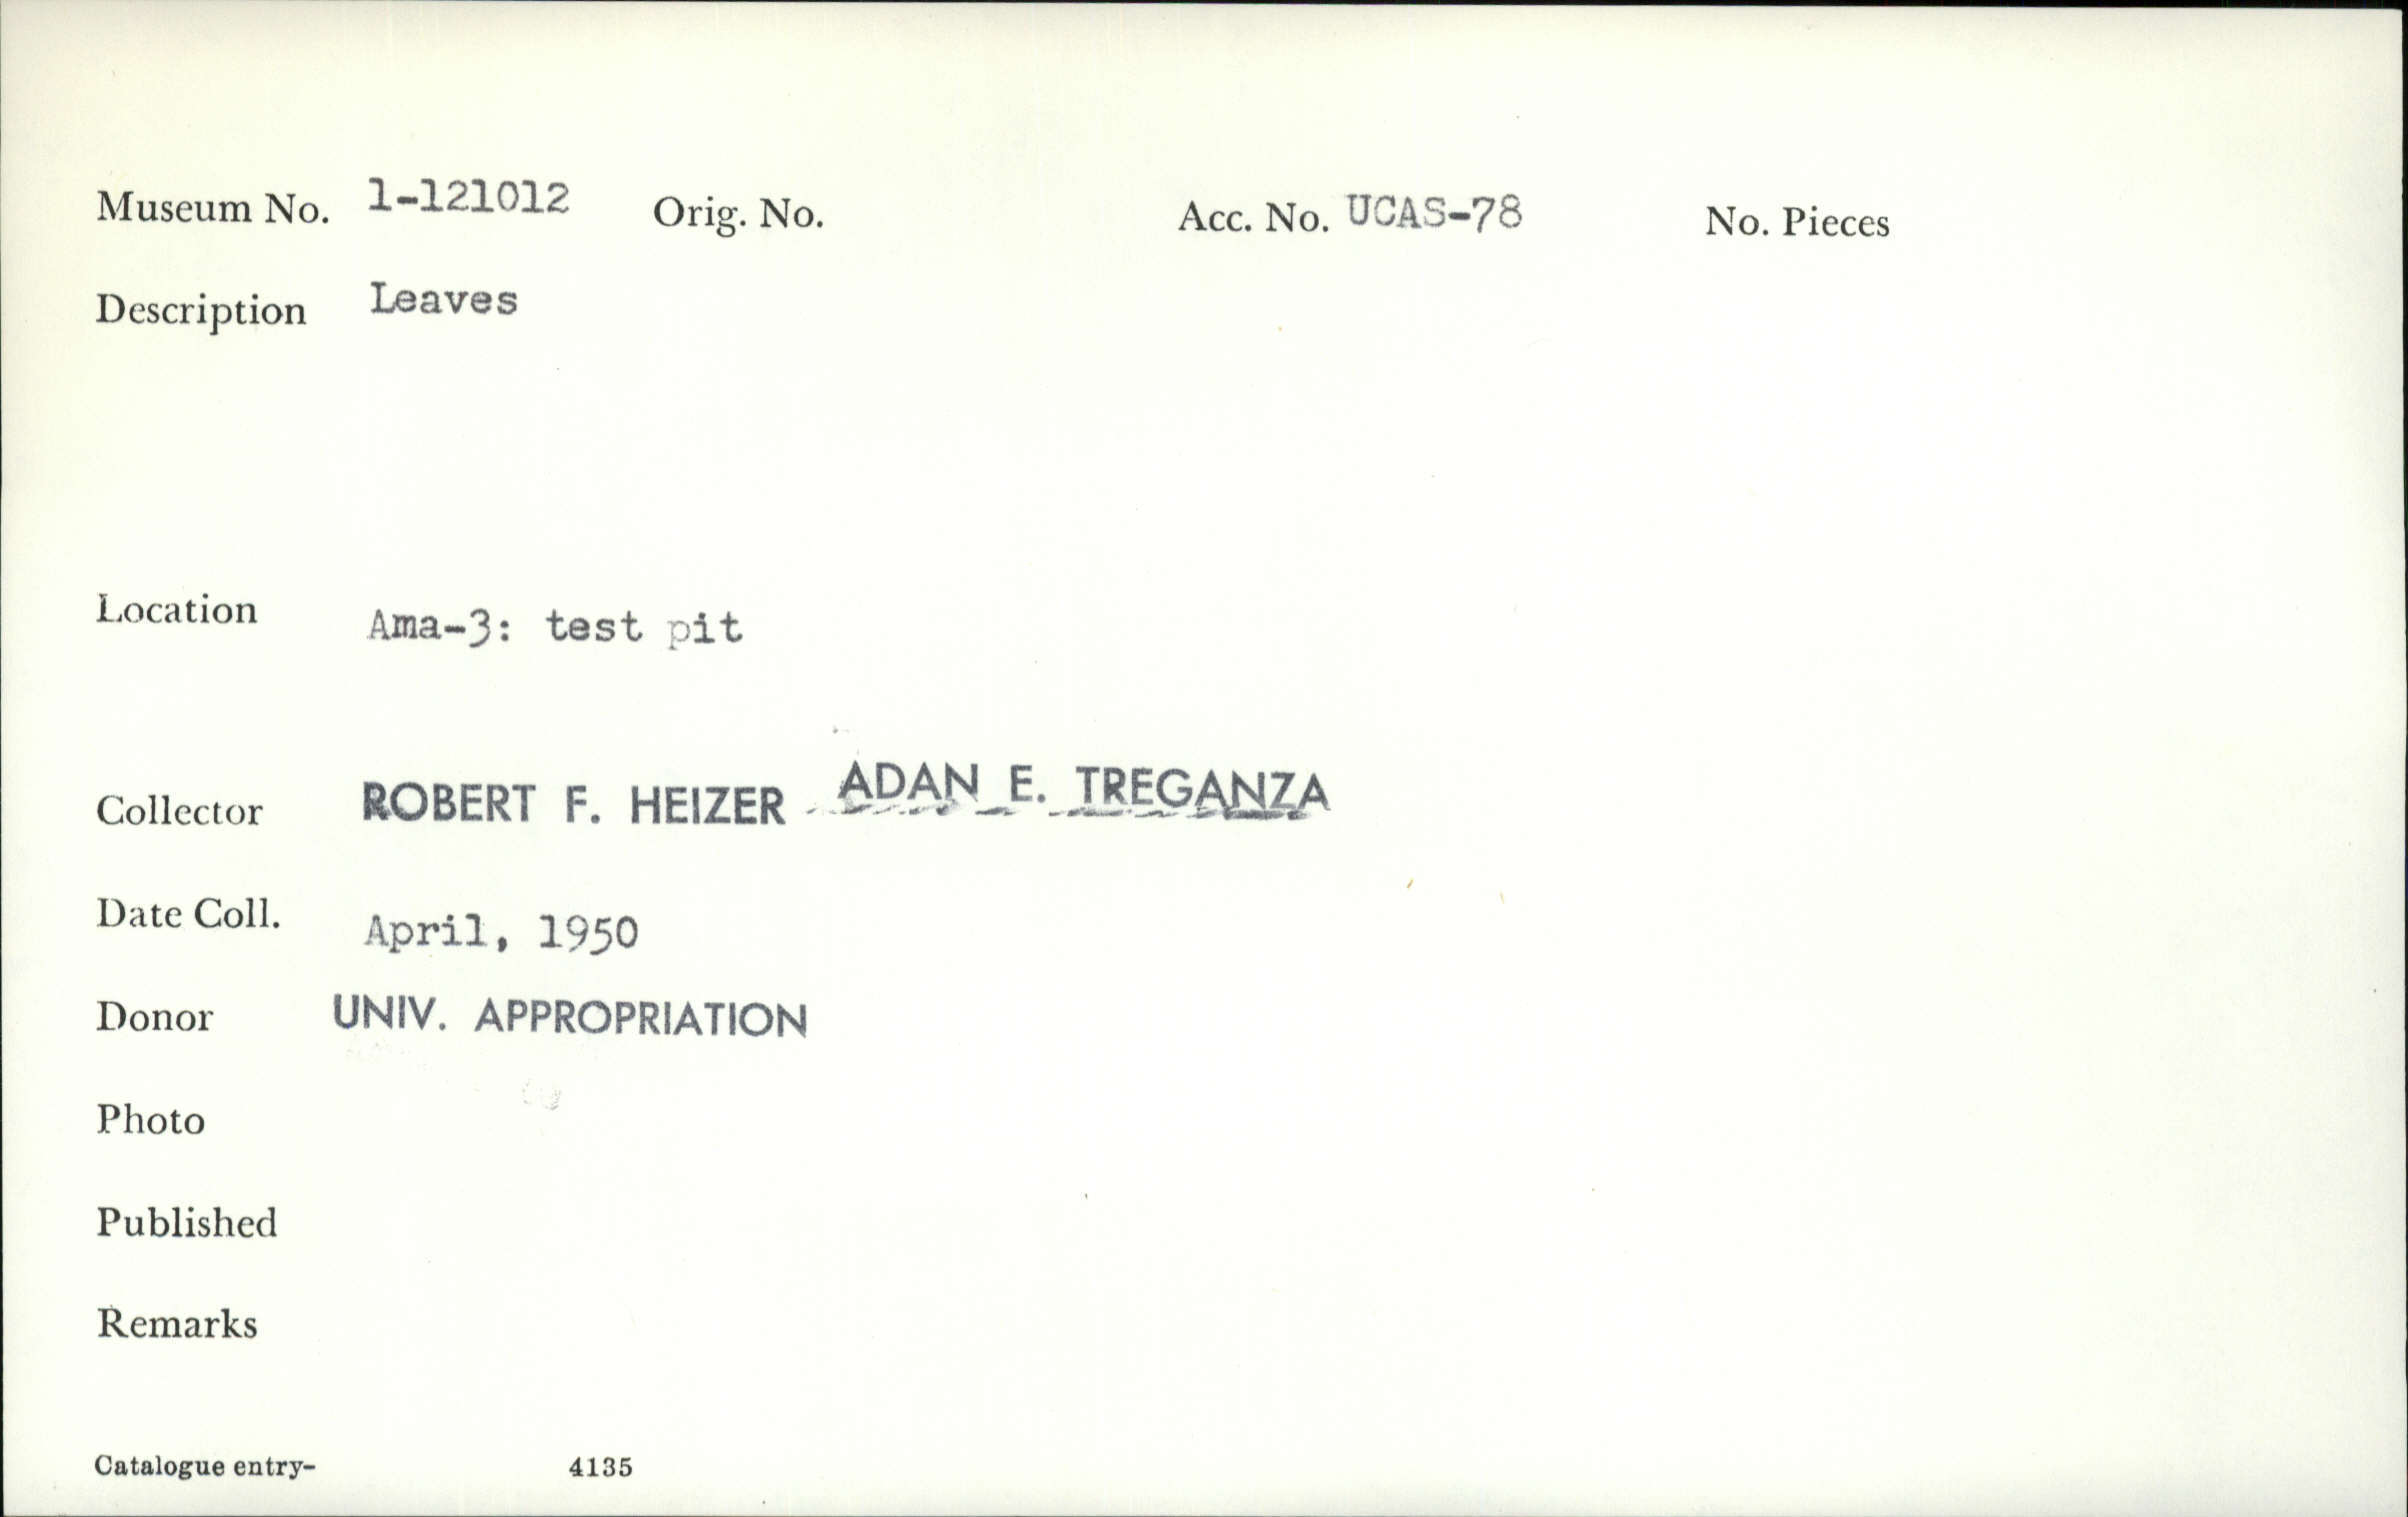 Museum No. 1-121012 Orig. No. Acc. No. UCAS-78 No. Pieces
Description Leaves
Location Ama-3: test pit
Collector ROBERT F. HEIZER ADAN E. TREGANZA
Date Coll. April, 1950
Donor UNIV. APPROPRIATION
Photo
Published
Remarks
Catalogue entry- 4135